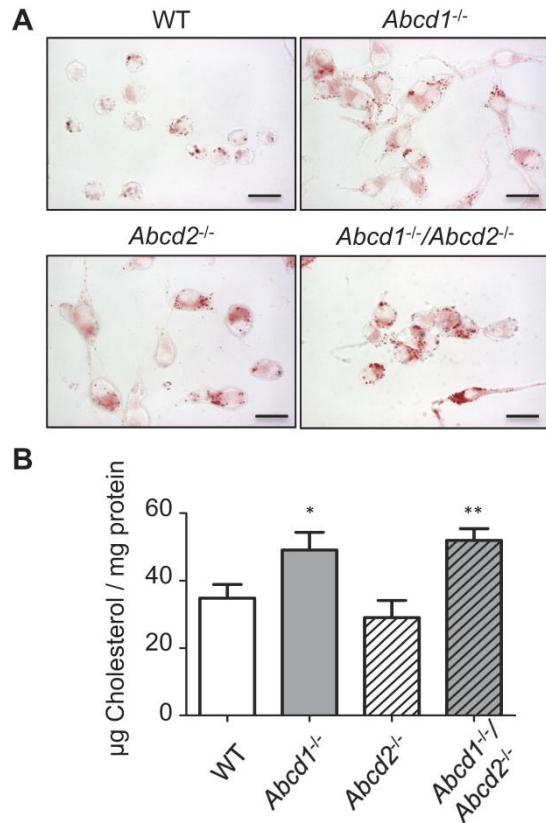 A
WT
Abcd1-/-
Abcd2-/-
Abcd1-/-/Abcd2-/-
B
µg Cholesterol / mg protein
60
40
20
0
*
**
WT
Abcd1-/-
Abcd2-/-
Abcd1-/-/
Abcd2-/-